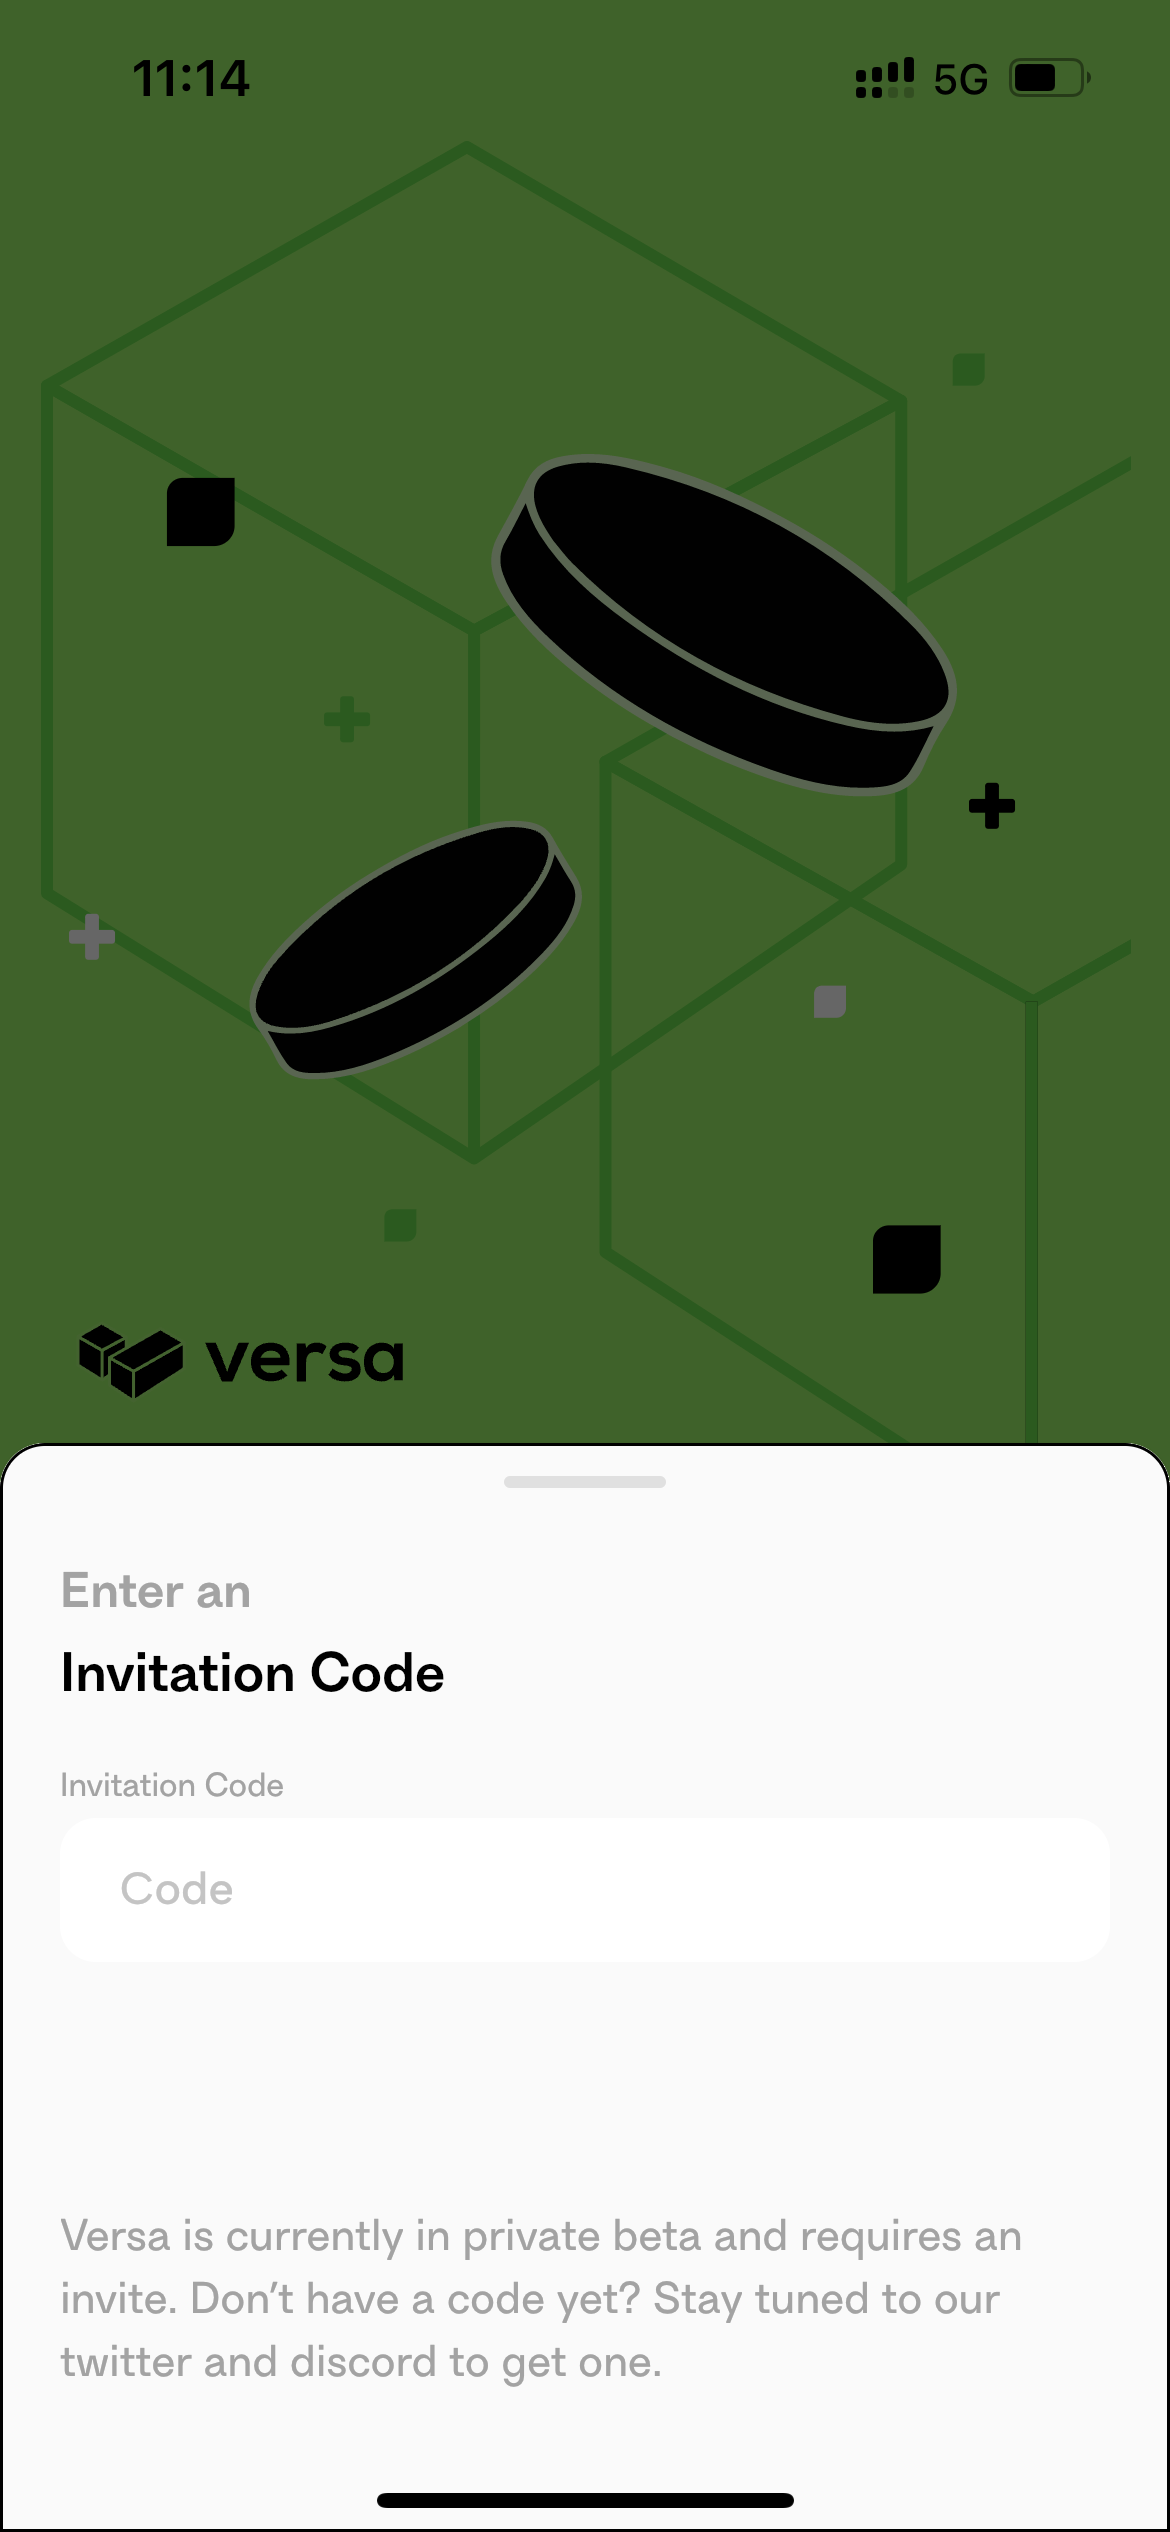 11:14
5G
versa
Enter an
Invitation Code
Invitation Code
Code
Versa is currently in private beta and requires an
invite. Don’t have a code yet? Stay tuned to our
twitter and discord to get one.